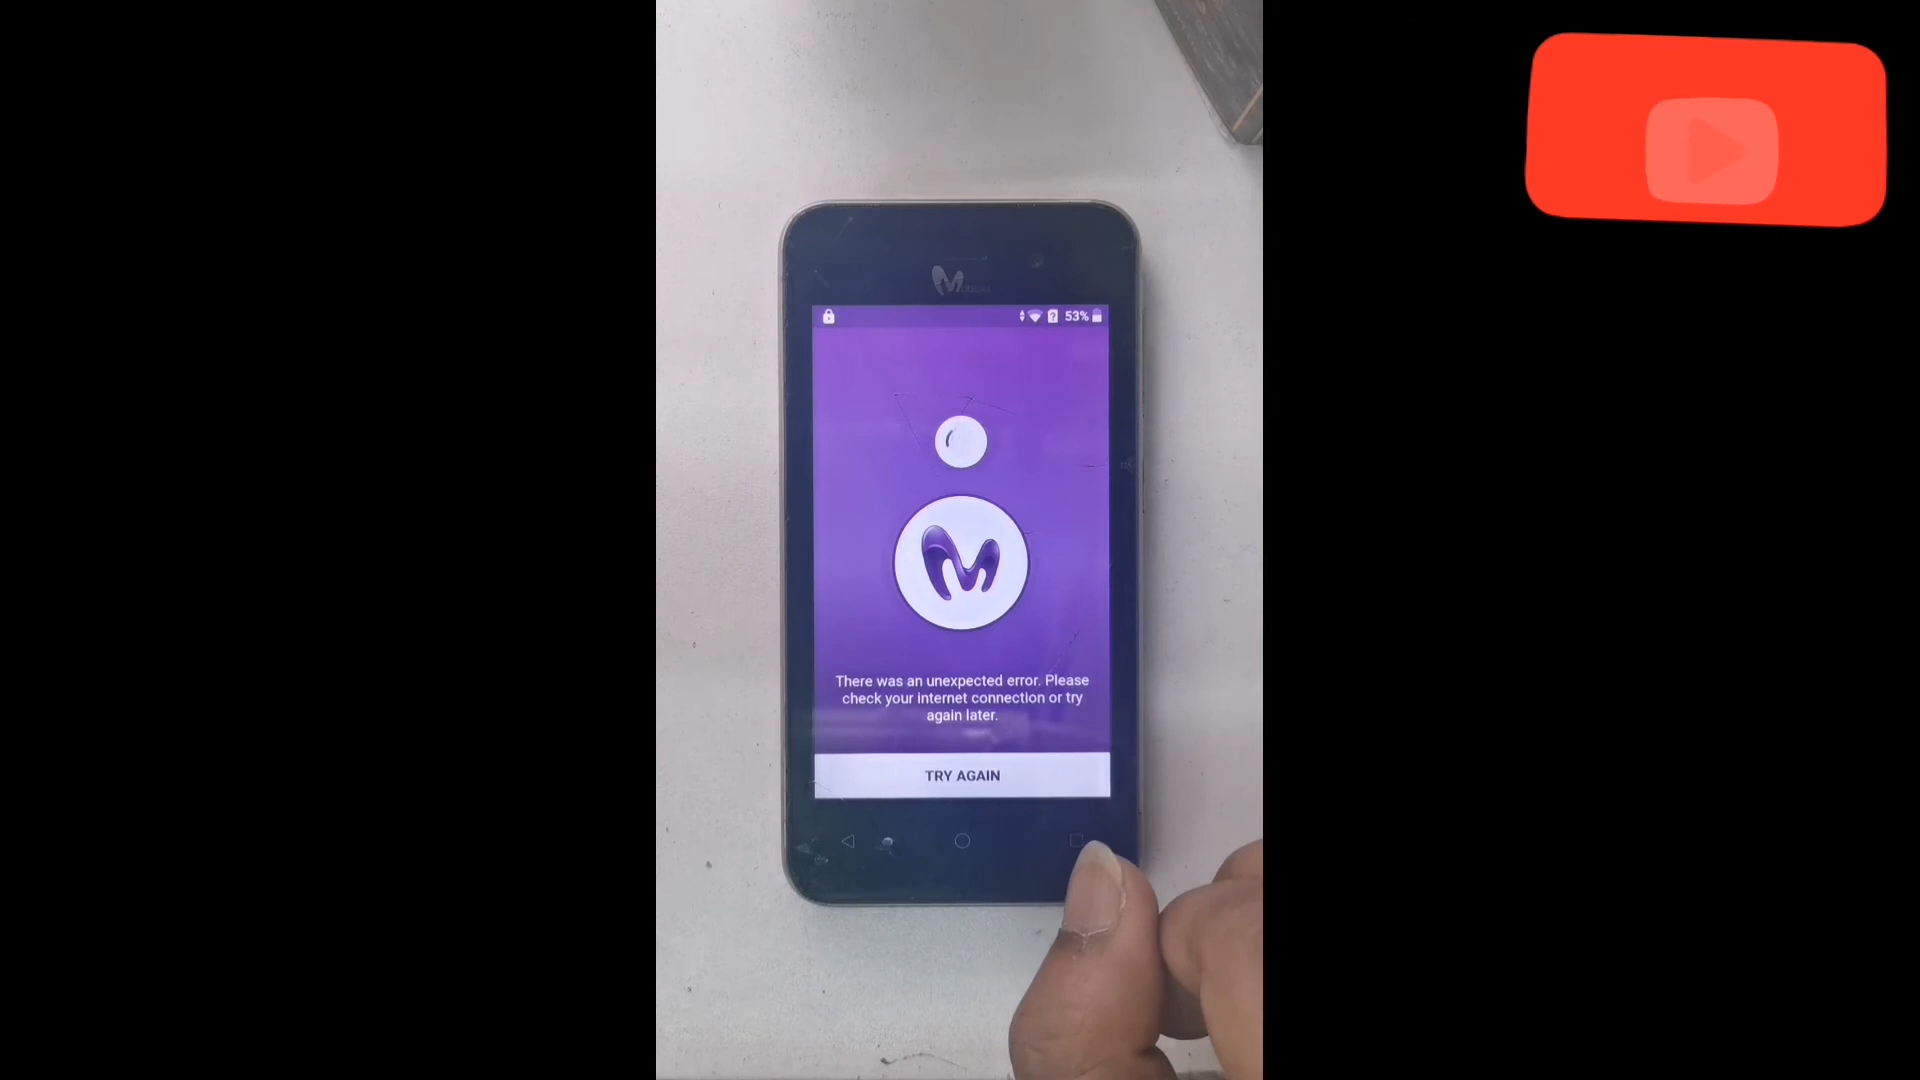 53%
There was an unexpected error. Please
check your internet connection or try
again later.
TRY AGAIN